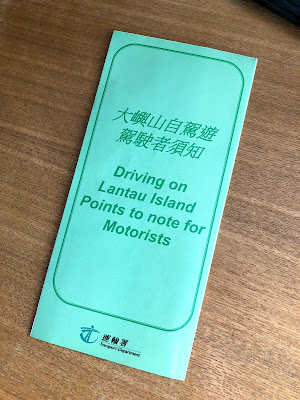 大嶼山自駕遊
駕駛者須知
Driving on
Lantau Island
Points to note for
Motorists
運輸署
Transport Department